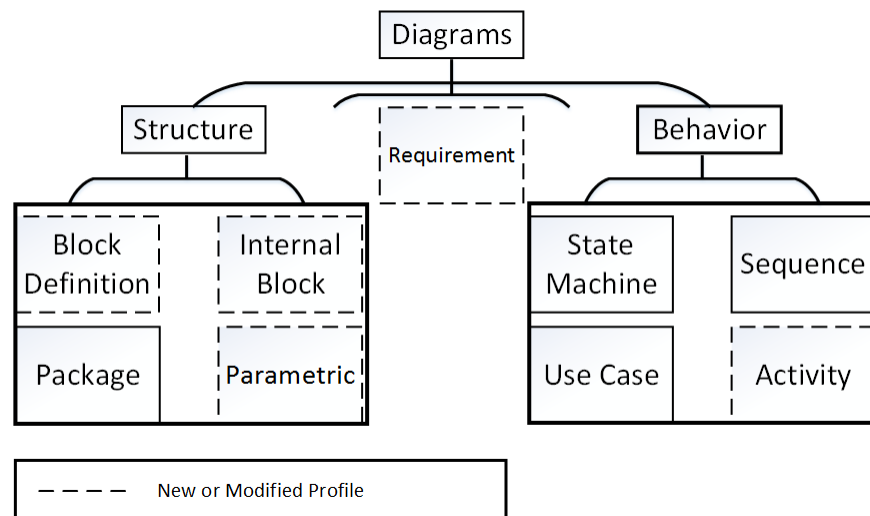 Diagrams
Structure
Requirement
Behavior
Block
Definition
Internal
Block
Package
Parametric
State
Machine
Sequence
Use Case
Activity
New or Modified Profile